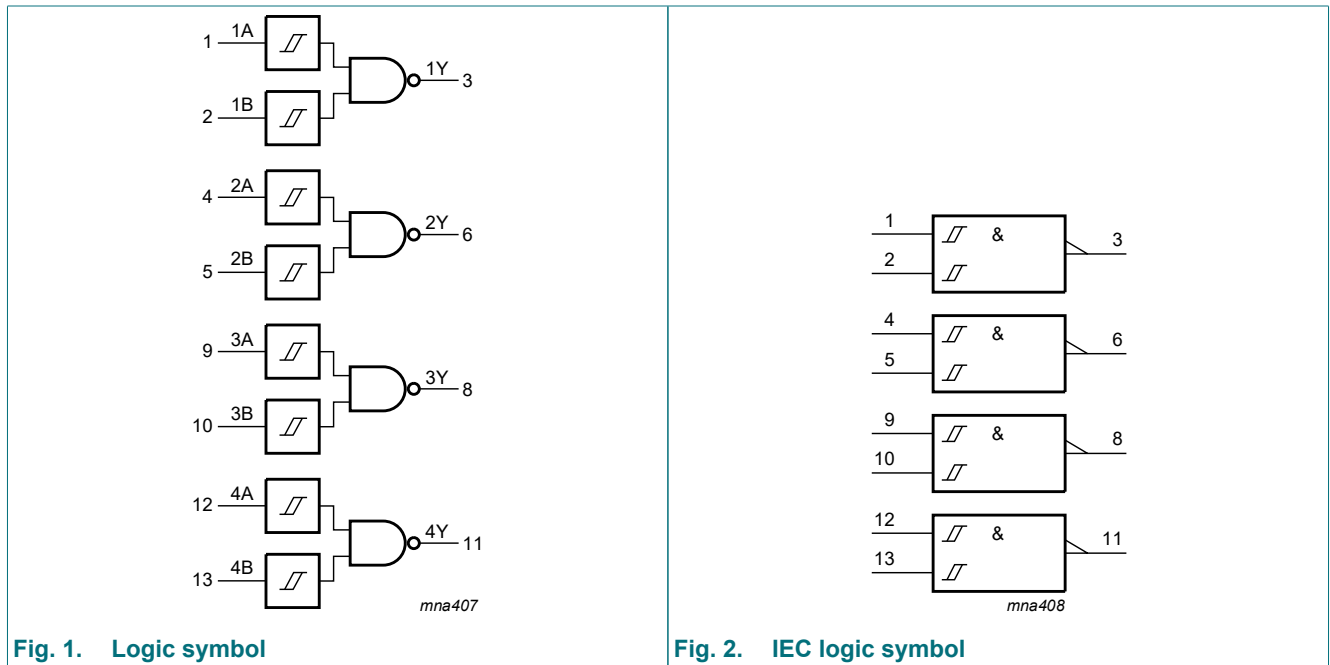 1 1A
1Y 3
2 1B
4 2A
2Y 6
5 2B
9 3A
3Y 8
10 3B
12 4A
4Y 11
13 4B
mna407
Fig. 1. Logic symbol
1 & 3
2
4 & 6
5
9 & 8
10
12 & 11
13
mna408
Fig. 2. IEC logic symbol